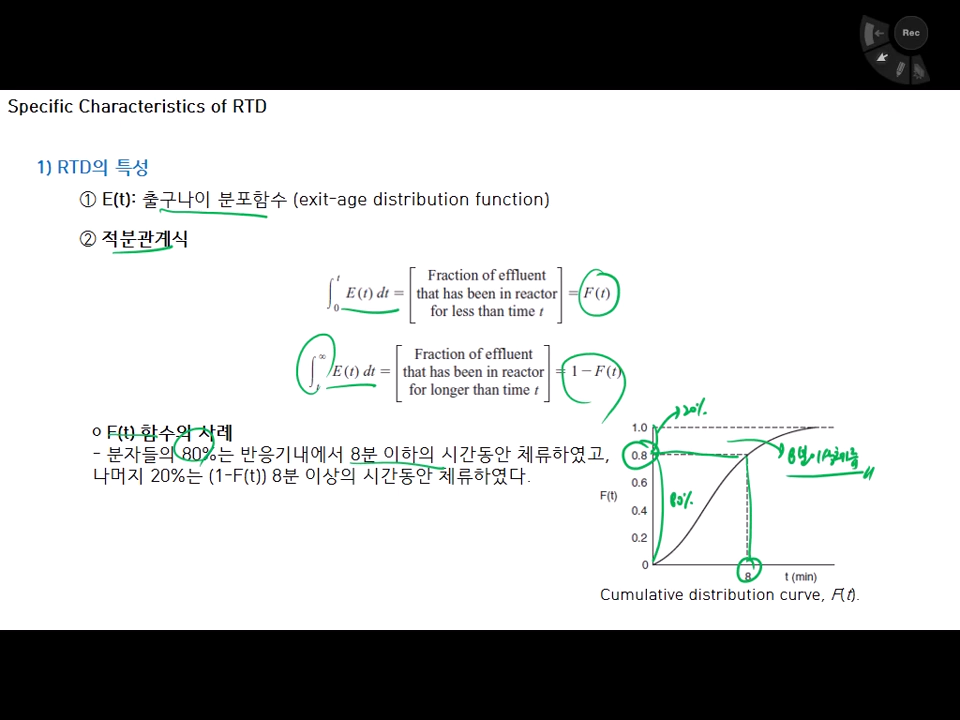 Rec
Specific Characteristics of RTD
1) RTD의 특성
① E(t): 출구나이 분포함수 (exit-age distribution function)
② 적분관계식
∫₀ᵗ E(t) dt = [Fraction of effluent
that has been in reactor
for less than time t] = F(t)
∫ₜ^∞ E(t) dt = [Fraction of effluent
that has been in reactor
for longer than time t] = 1 − F(t)
o F(t) 함수의 사례
- 분자들의 80%는 반응기내에서 8분 이하의 시간동안 체류하였고,
나머지 20%는 (1-F(t)) 8분 이상의 시간동안 체류하였다.
20%
1.0
0.8
0.6
F(t)
0.4
0.2
0
80%
8분이상체류
8
t (min)
Cumulative distribution curve, F(t).